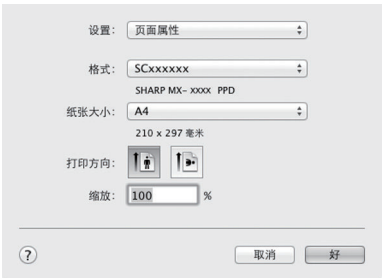 设置： 页面属性
格式： SCxxxxxx
SHARP MX- xxxx PPD
纸张大小： A4
210 x 297 毫米
打印方向：
缩放： 100 %
? 取消 好